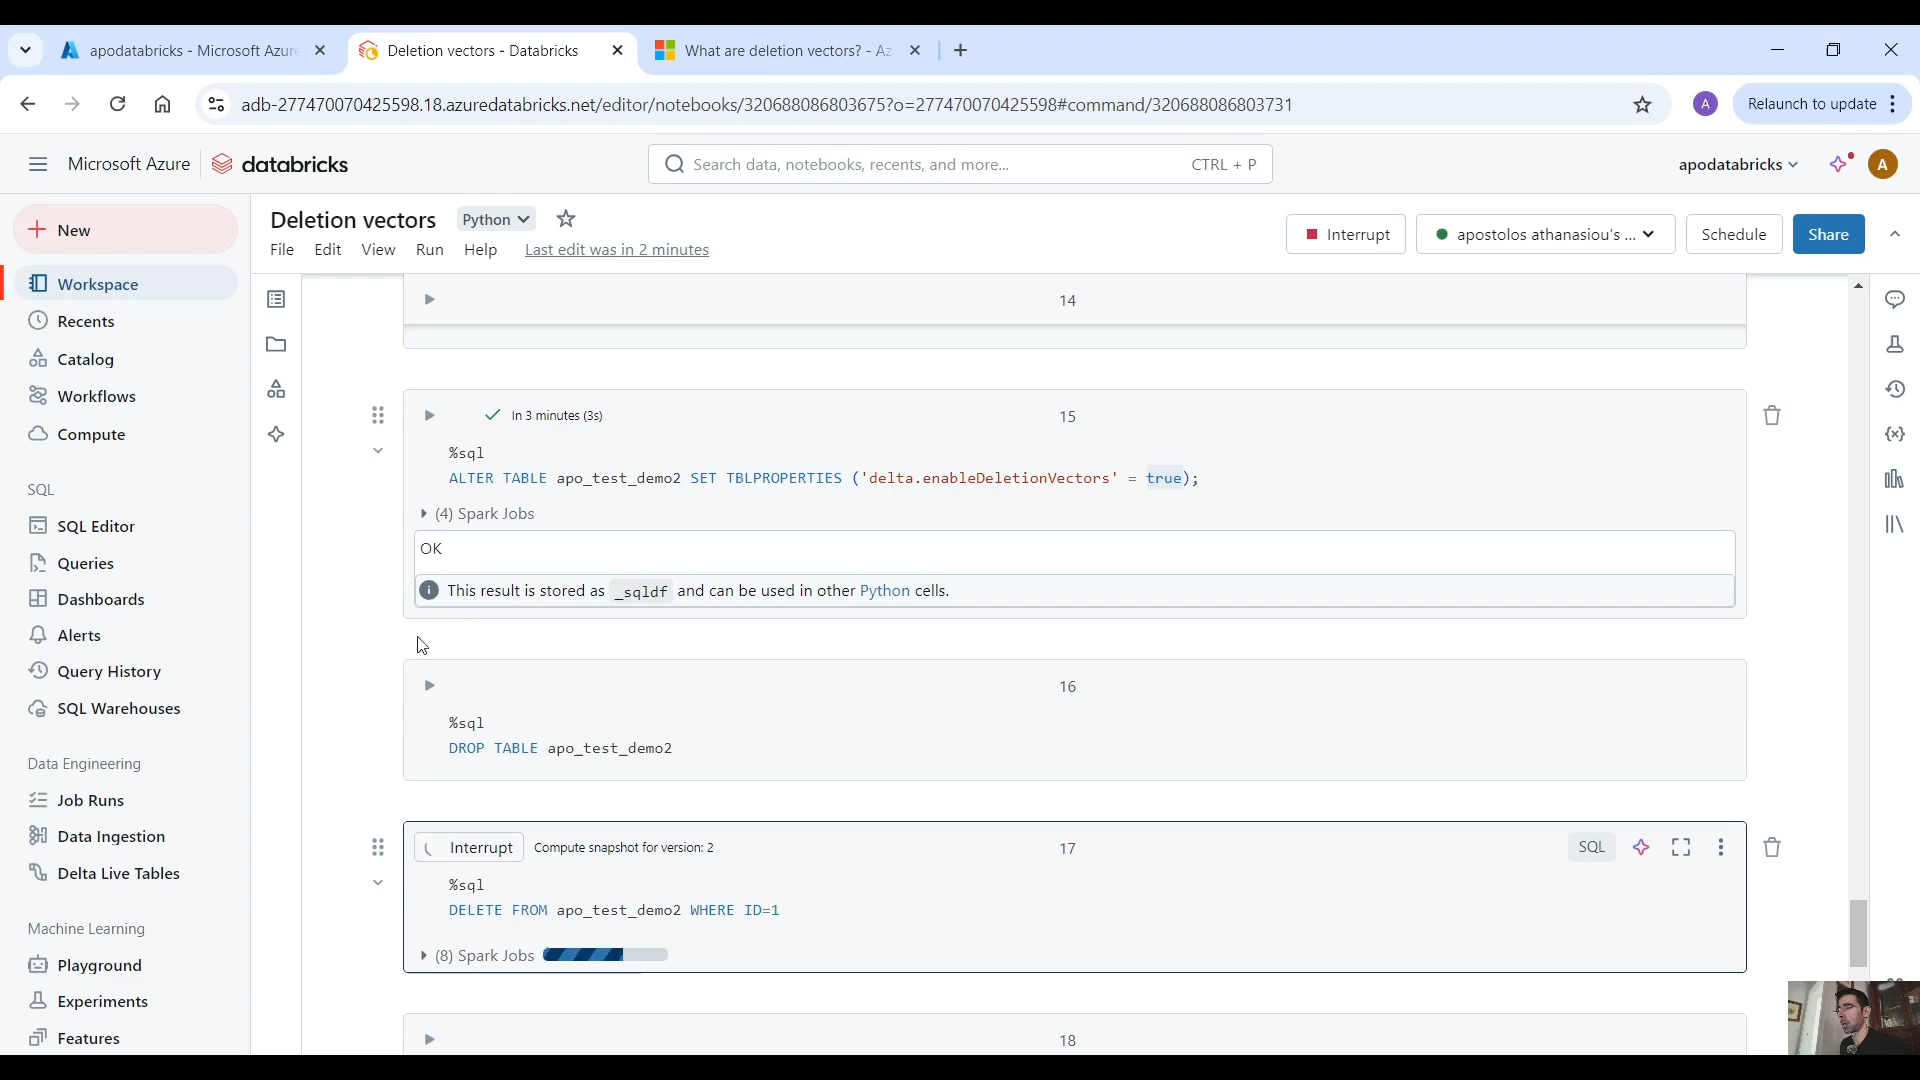 apodatabricks - Microsoft Azure
Deletion vectors - Databricks
What are deletion vectors? - Az
adb-277470070425598.18.azuredatabricks.net/editor/notebooks/320688086803675?o=277470070425598#command/320688086803731
A
Relaunch to update
Microsoft Azure
databricks
Search data, notebooks, recents, and more...
CTRL + P
apodatabricks
A
New
Workspace
Recents
Catalog
Workflows
Compute
SQL
SQL Editor
Queries
Dashboards
Alerts
Query History
SQL Warehouses
Data Engineering
Job Runs
Data Ingestion
Delta Live Tables
Machine Learning
Playground
Experiments
Features
Deletion vectors
Python
File Edit View Run Help
Last edit was in 2 minutes
Interrupt
apostolos athanasiou's ...
Schedule
Share
14
In 3 minutes (3s)
15
%sql
ALTER TABLE apo_test_demo2 SET TBLPROPERTIES ('delta.enableDeletionVectors' = true);
(4) Spark Jobs
OK
This result is stored as _sqldf and can be used in other Python cells.
16
%sql
DROP TABLE apo_test_demo2
Interrupt
Compute snapshot for version: 2
17
SQL
%sql
DELETE FROM apo_test_demo2 WHERE ID=1
(8) Spark Jobs
18